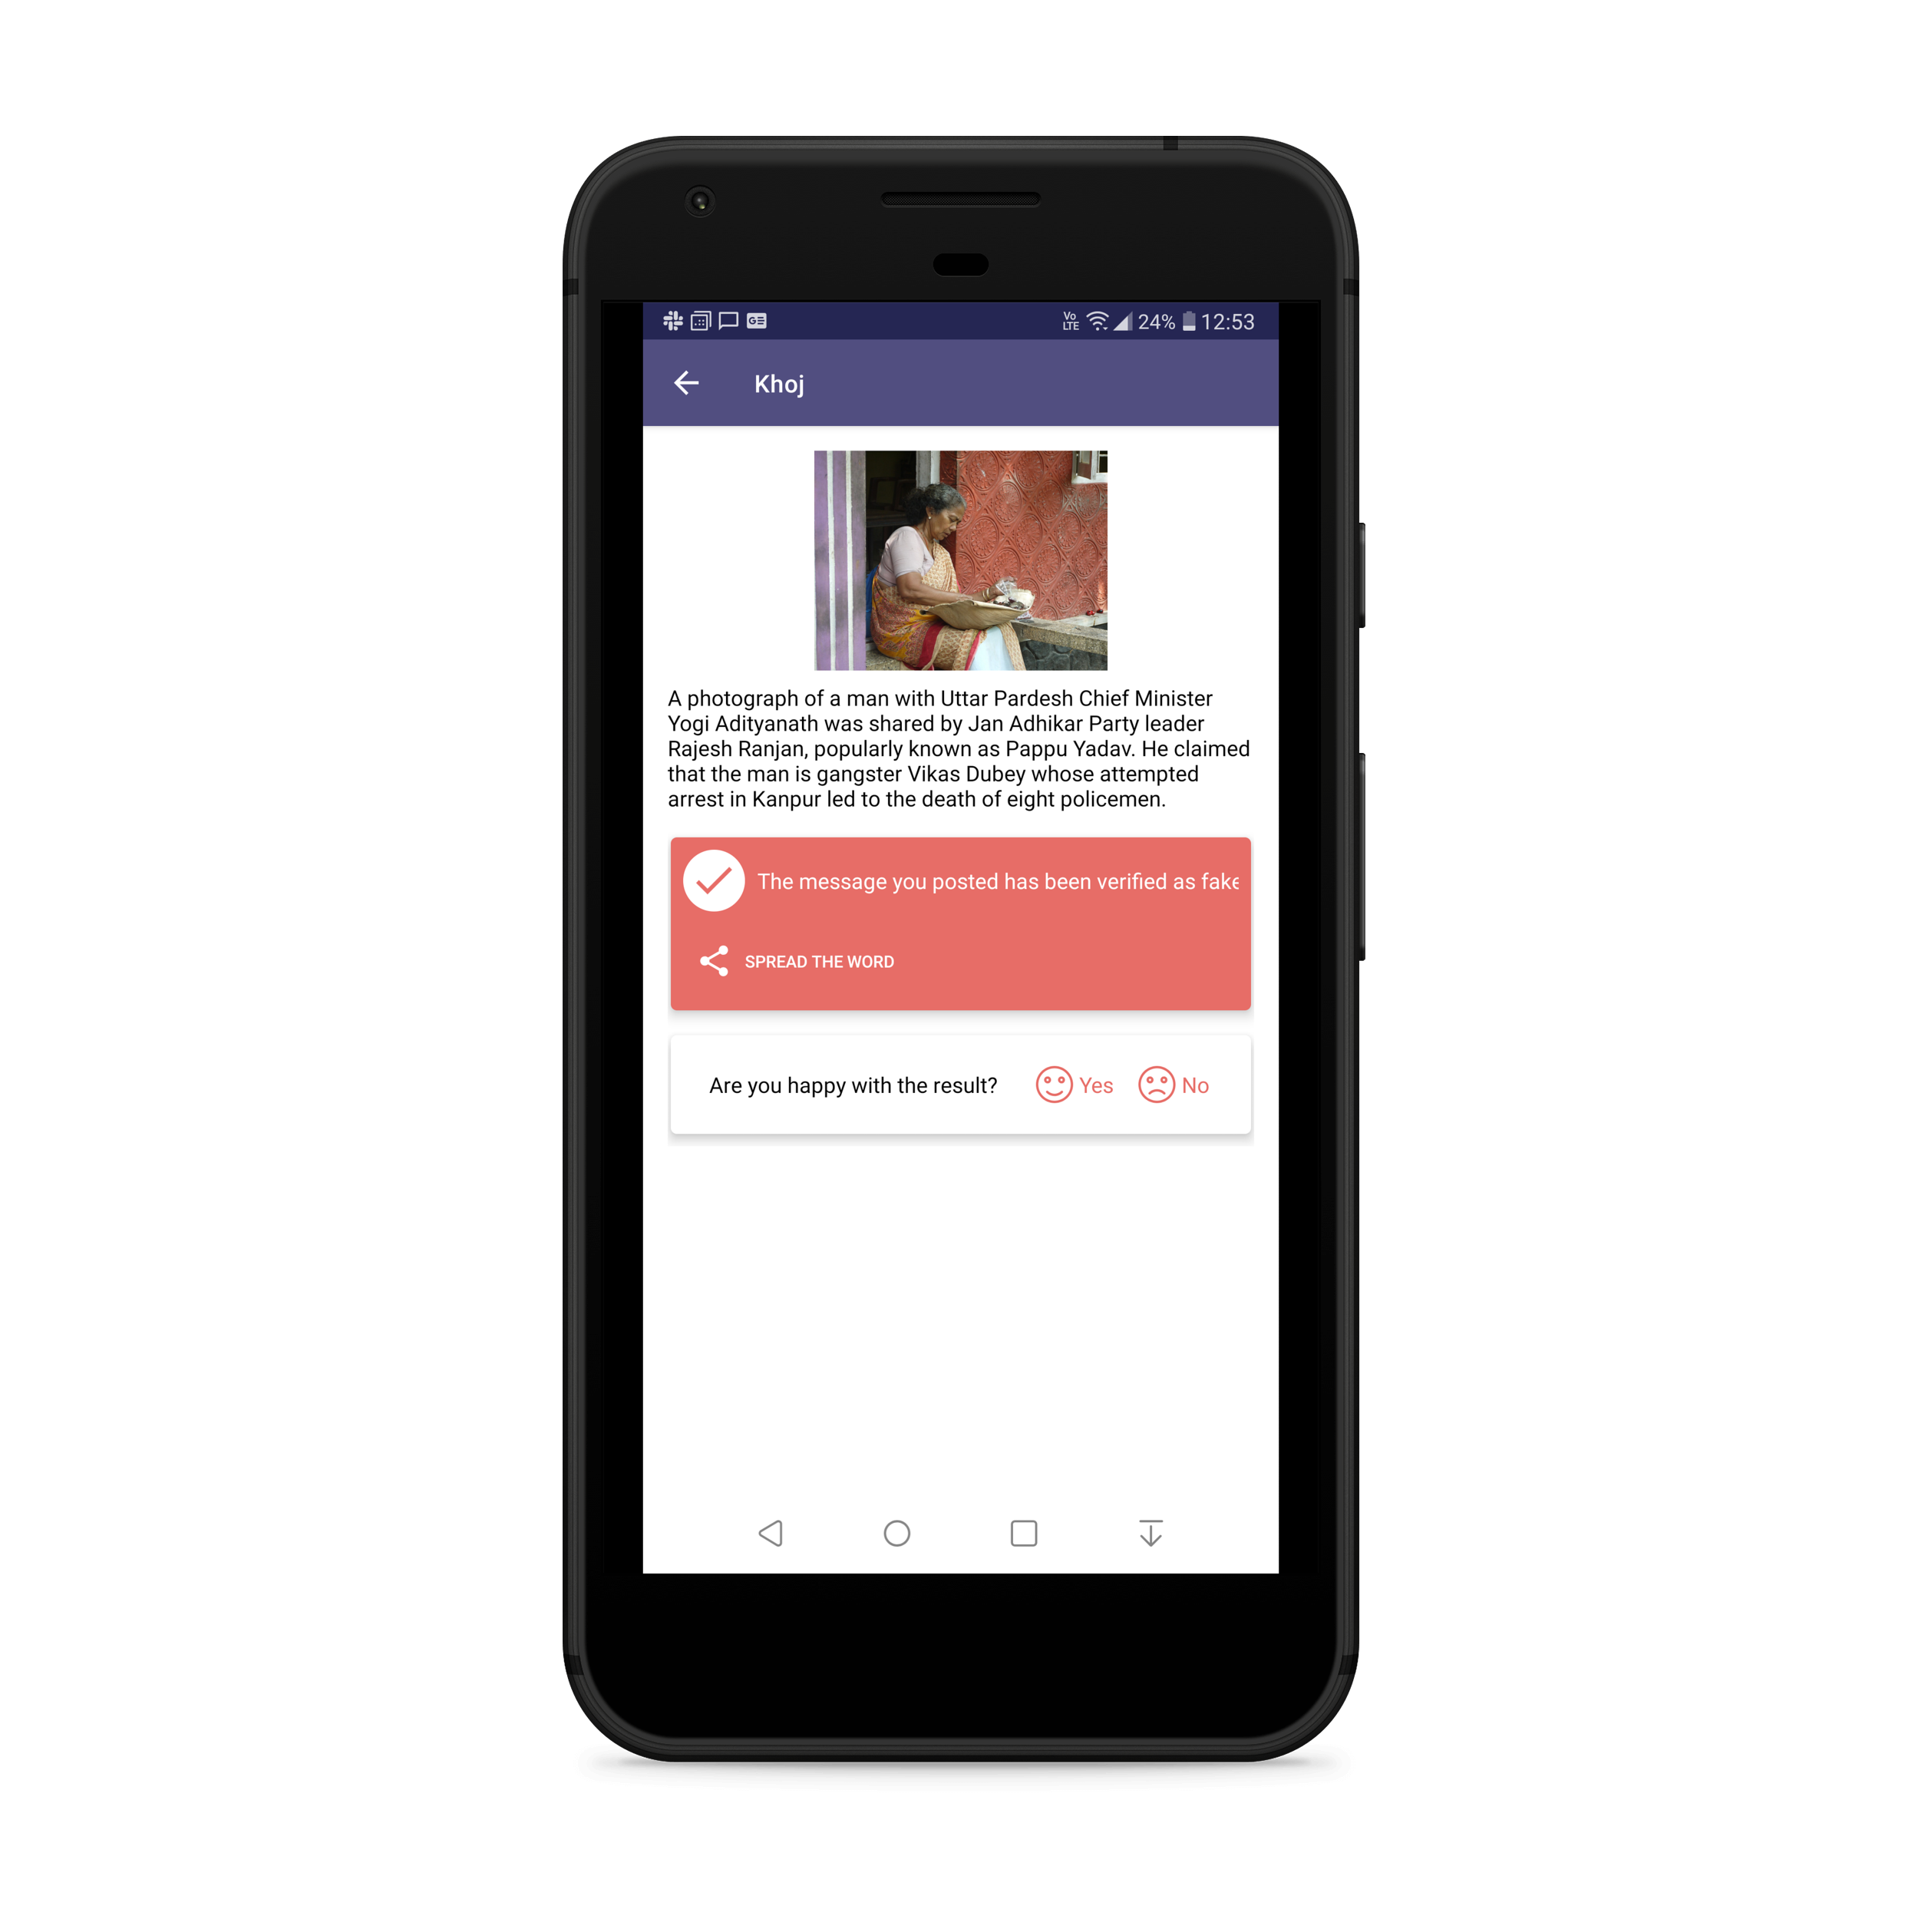 Vo
LTE
24%
12:53
GE
Khoj
A photograph of a man with Uttar Pardesh Chief Minister
Yogi Adityanath was shared by Jan Adhikar Party leader
Rajesh Ranjan, popularly known as Pappu Yadav. He claimed
that the man is gangster Vikas Dubey whose attempted
arrest in Kanpur led to the death of eight policemen.
The message you posted has been verified as fake
SPREAD THE WORD
Are you happy with the result? Yes No